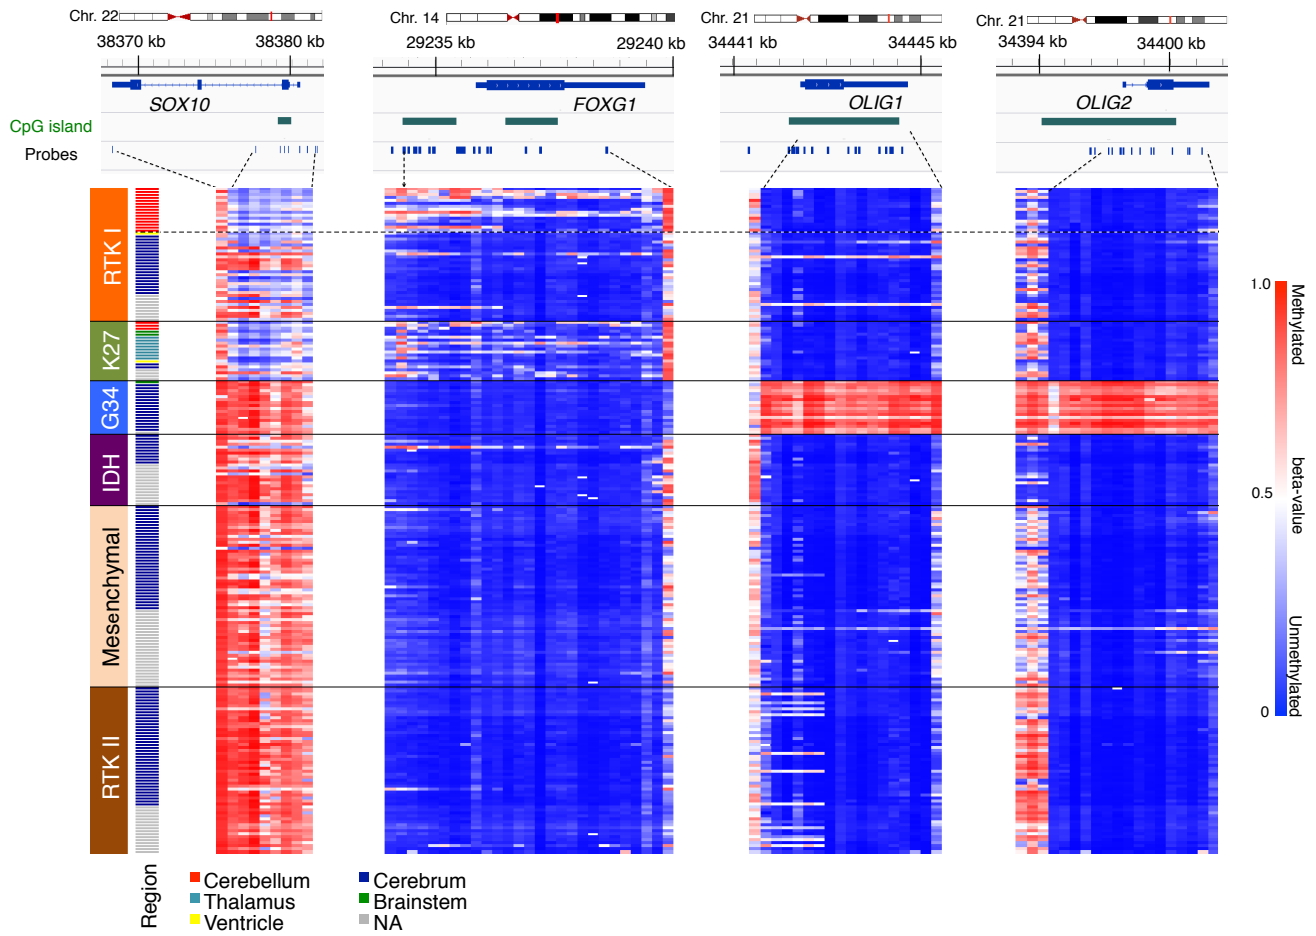 Chr. 22
Chr. 14
Chr. 21
Chr. 21
38370 kb
38380 kb
29235 kb
29240 kb
34441 kb
34445 kb
34394 kb
34400 kb
SOX10
FOXG1
OLIG1
OLIG2
CpG island
Probes
RTK I
K27
G34
IDH
Mesenchymal
RTK II
1.0
0.5
0
Methylated
beta-value
Unmethylated
Region
Cerebellum
Thalamus
Ventricle
Cerebrum
Brainstem
NA